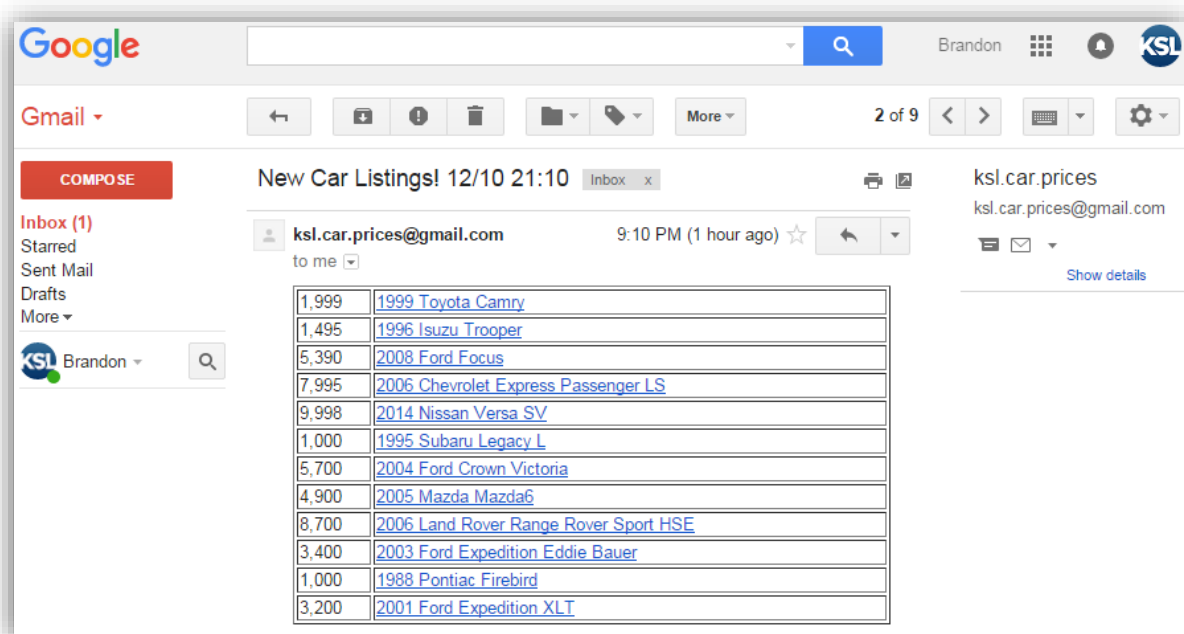 Google
Brandon
KSL
Gmail
More
2 of 9
COMPOSE
New Car Listings! 12/10 21:10 Inbox x
ksl.car.prices
ksl.car.prices@gmail.com
Inbox (1)
Starred
Sent Mail
Drafts
More
ksl.car.prices@gmail.com 9:10 PM (1 hour ago)
to me
Show details
KSL Brandon
1,999 1999 Toyota Camry
1,495 1996 Isuzu Trooper
5,390 2008 Ford Focus
7,995 2006 Chevrolet Express Passenger LS
9,998 2014 Nissan Versa SV
1,000 1995 Subaru Legacy L
5,700 2004 Ford Crown Victoria
4,900 2005 Mazda Mazda6
8,700 2006 Land Rover Range Rover Sport HSE
3,400 2003 Ford Expedition Eddie Bauer
1,000 1988 Pontiac Firebird
3,200 2001 Ford Expedition XLT